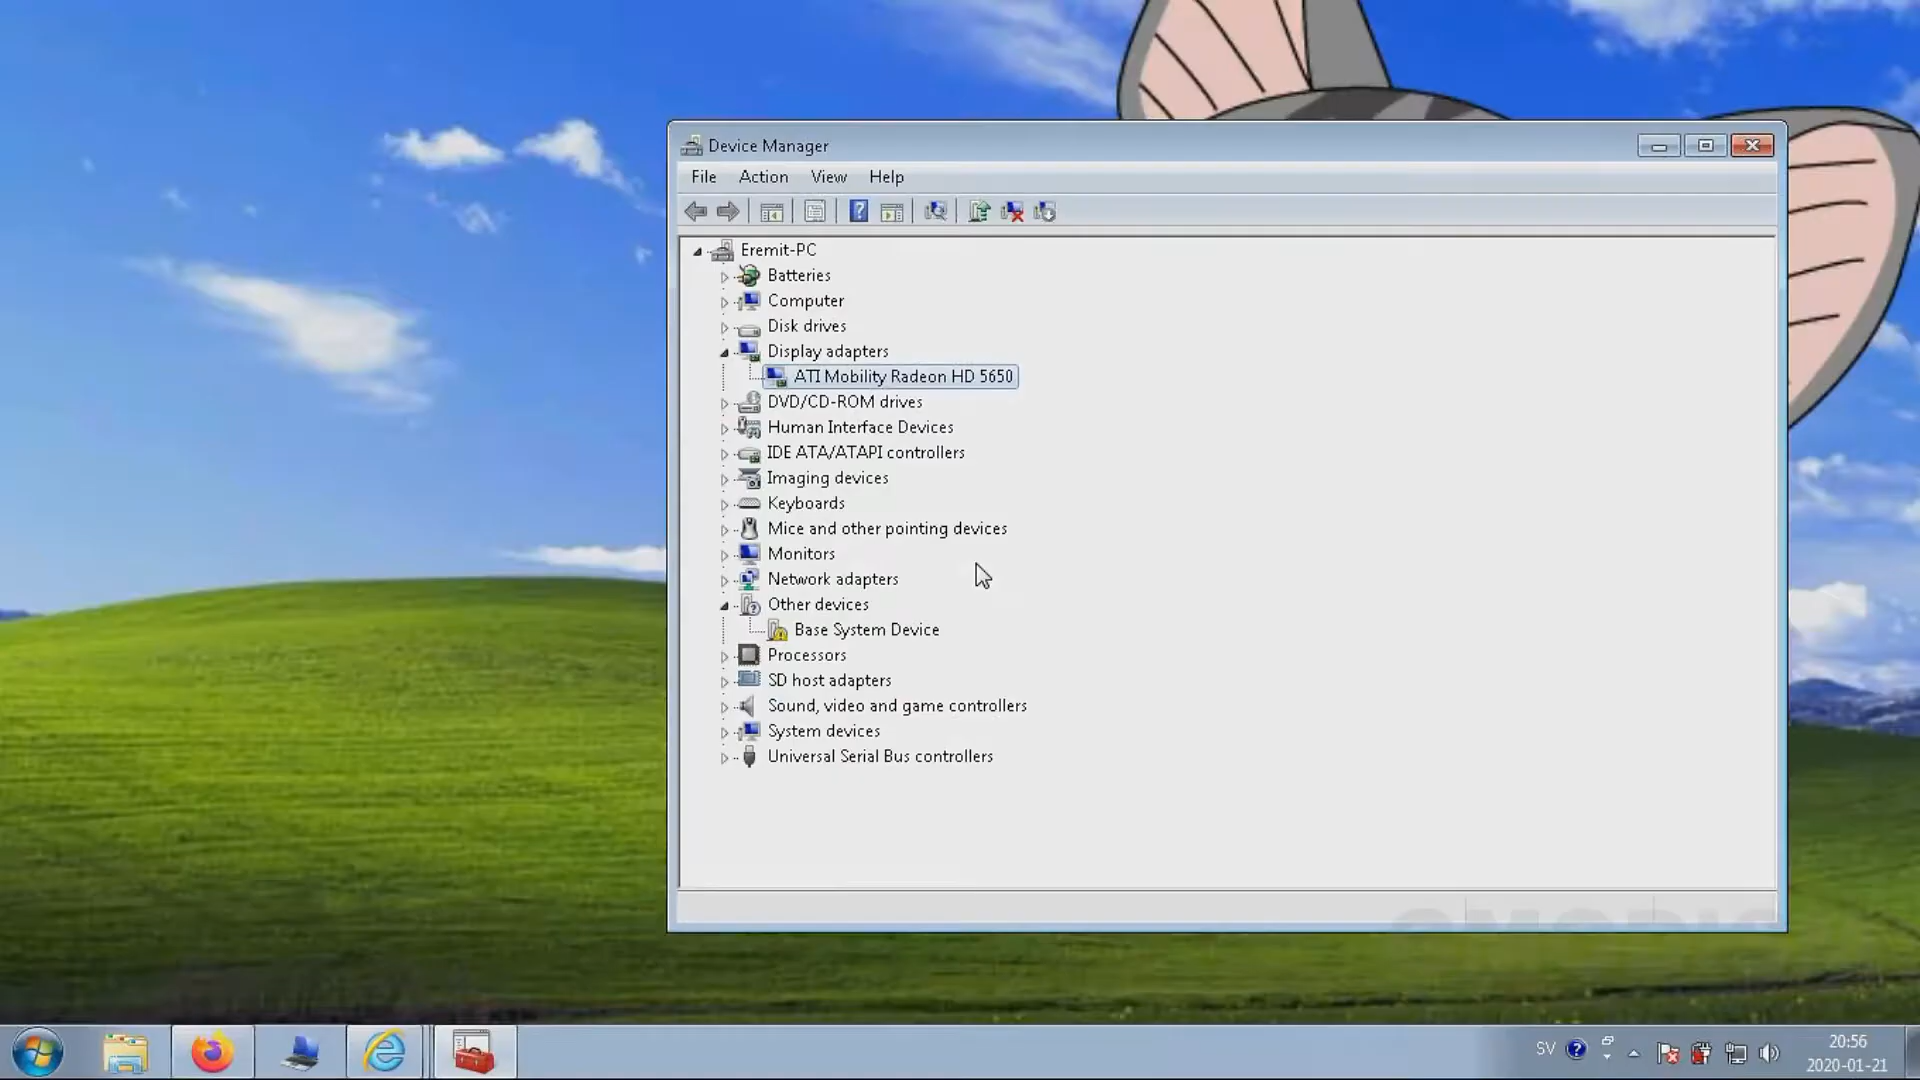 Device Manager
File Action View Help
Eremit-PC
Batteries
Computer
Disk drives
Display adapters
ATI Mobility Radeon HD 5650
DVD/CD-ROM drives
Human Interface Devices
IDE ATA/ATAPI controllers
Imaging devices
Keyboards
Mice and other pointing devices
Monitors
Network adapters
Other devices
Base System Device
Processors
SD host adapters
Sound, video and game controllers
System devices
Universal Serial Bus controllers
SV
20:56
2020-01-21